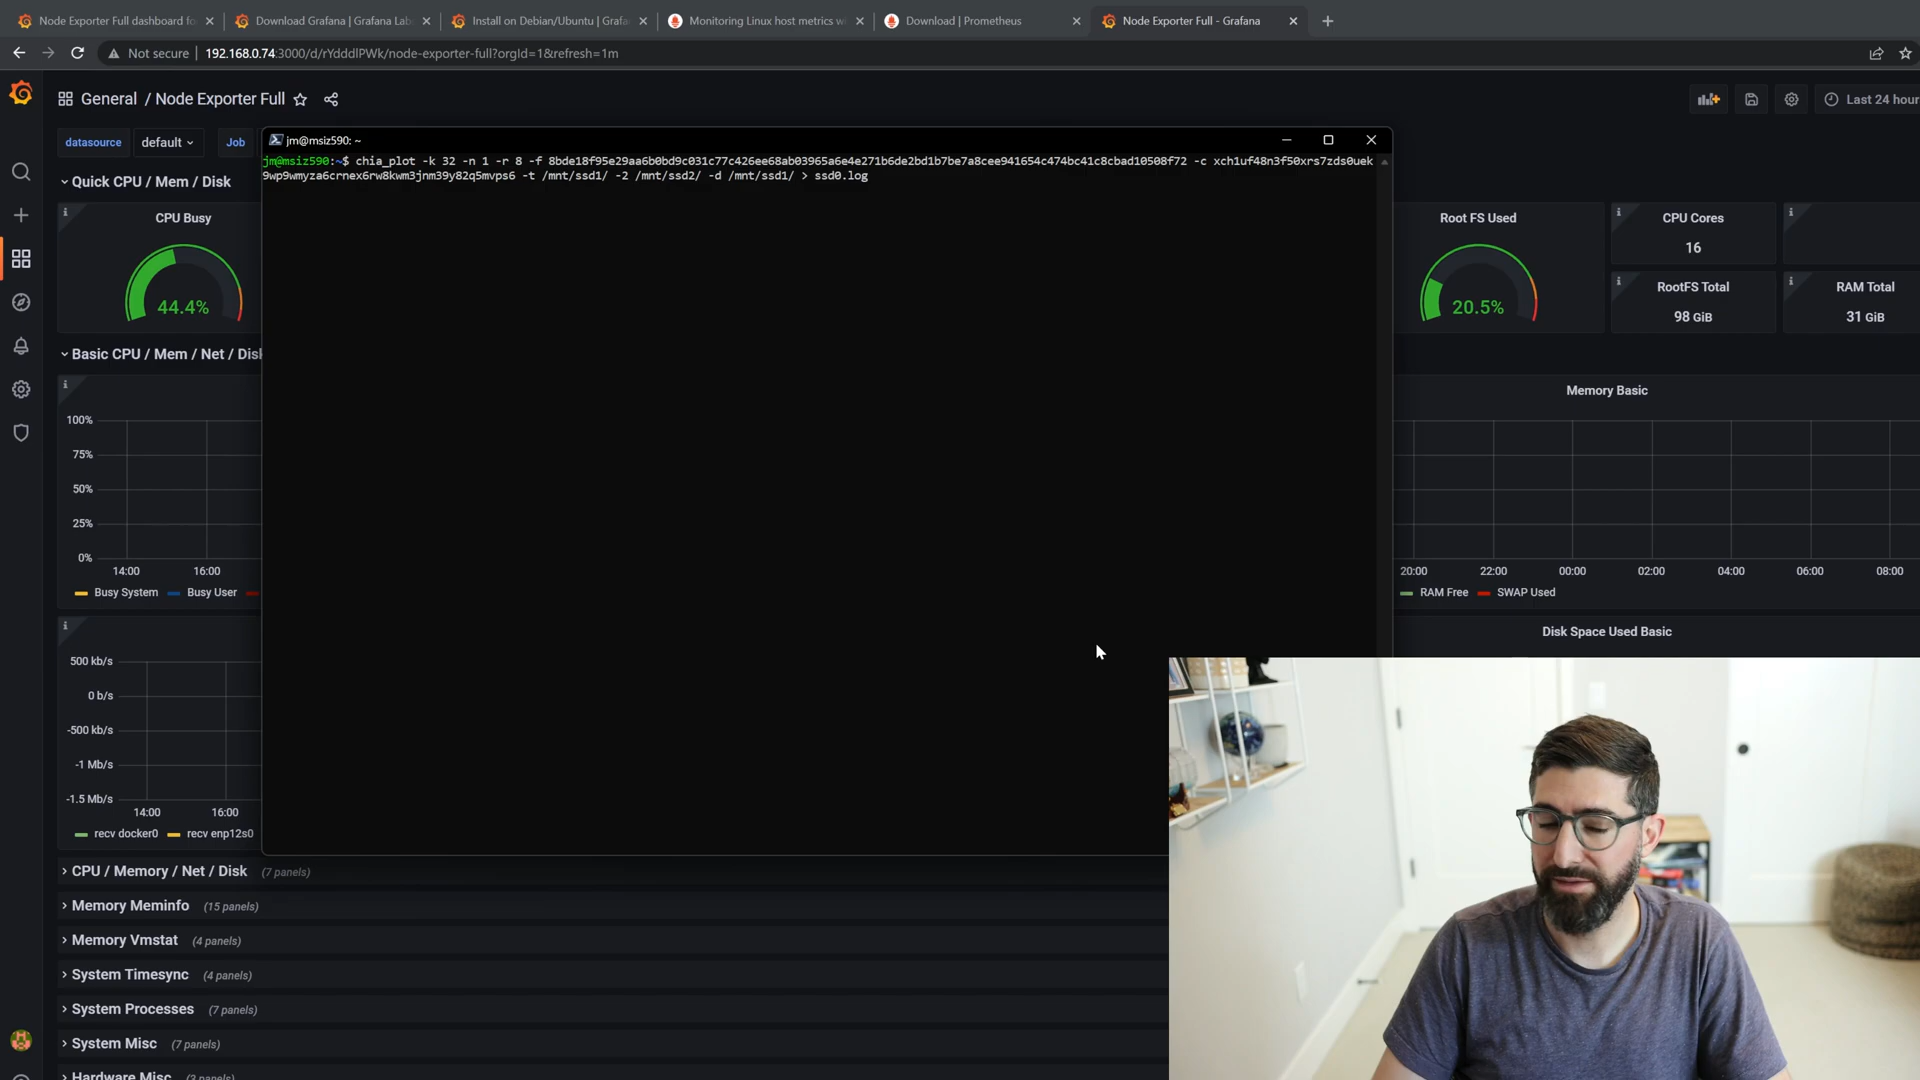 Node Exporter Full dashboard fo
Download Grafana | Grafana Lab
Install on Debian/Ubuntu | Grafa
Monitoring Linux host metrics w
Download | Prometheus
Node Exporter Full - Grafana
Not secure
192.168.0.74:3000/d/rYdddlPWk/node-exporter-full?orgId=1&refresh=1m
General / Node Exporter Full
Last 24 hour
datasource
default
Job
jm@msiz590: ~
jm@msiz590:~$ chia_plot -k 32 -n 1 -r 8 -f 8bde18f95e29aa6b0bd9c031c77c426ee68ab03965a6e4e271b6de2bd1b7be7a8cee941654c474bc41c8cbad10508f72 -c xch1uf48n3f50xrs7zds0uek
9wp9wmyza6crnex6rw8kwm3jnm39y82q5mvps6 -t /mnt/ssd1/ -2 /mnt/ssd2/ -d /mnt/ssd1/ > ssd0.log
Quick CPU / Mem / Disk
CPU Busy
44.4%
Root FS Used
20.5%
CPU Cores
16
RootFS Total
98 GiB
RAM Total
31 GiB
Basic CPU / Mem / Net / Disk
100%
75%
50%
25%
0%
14:00
16:00
Busy System
Busy User
Memory Basic
20:00
22:00
00:00
02:00
04:00
06:00
08:00
RAM Free
SWAP Used
Disk Space Used Basic
500 kb/s
0 b/s
-500 kb/s
-1 Mb/s
-1.5 Mb/s
14:00
16:00
recv docker0
recv enp12s0
CPU / Memory / Net / Disk (7 panels)
Memory Meminfo (15 panels)
Memory Vmstat (4 panels)
System Timesync (4 panels)
System Processes (7 panels)
System Misc (7 panels)
Hardware Misc